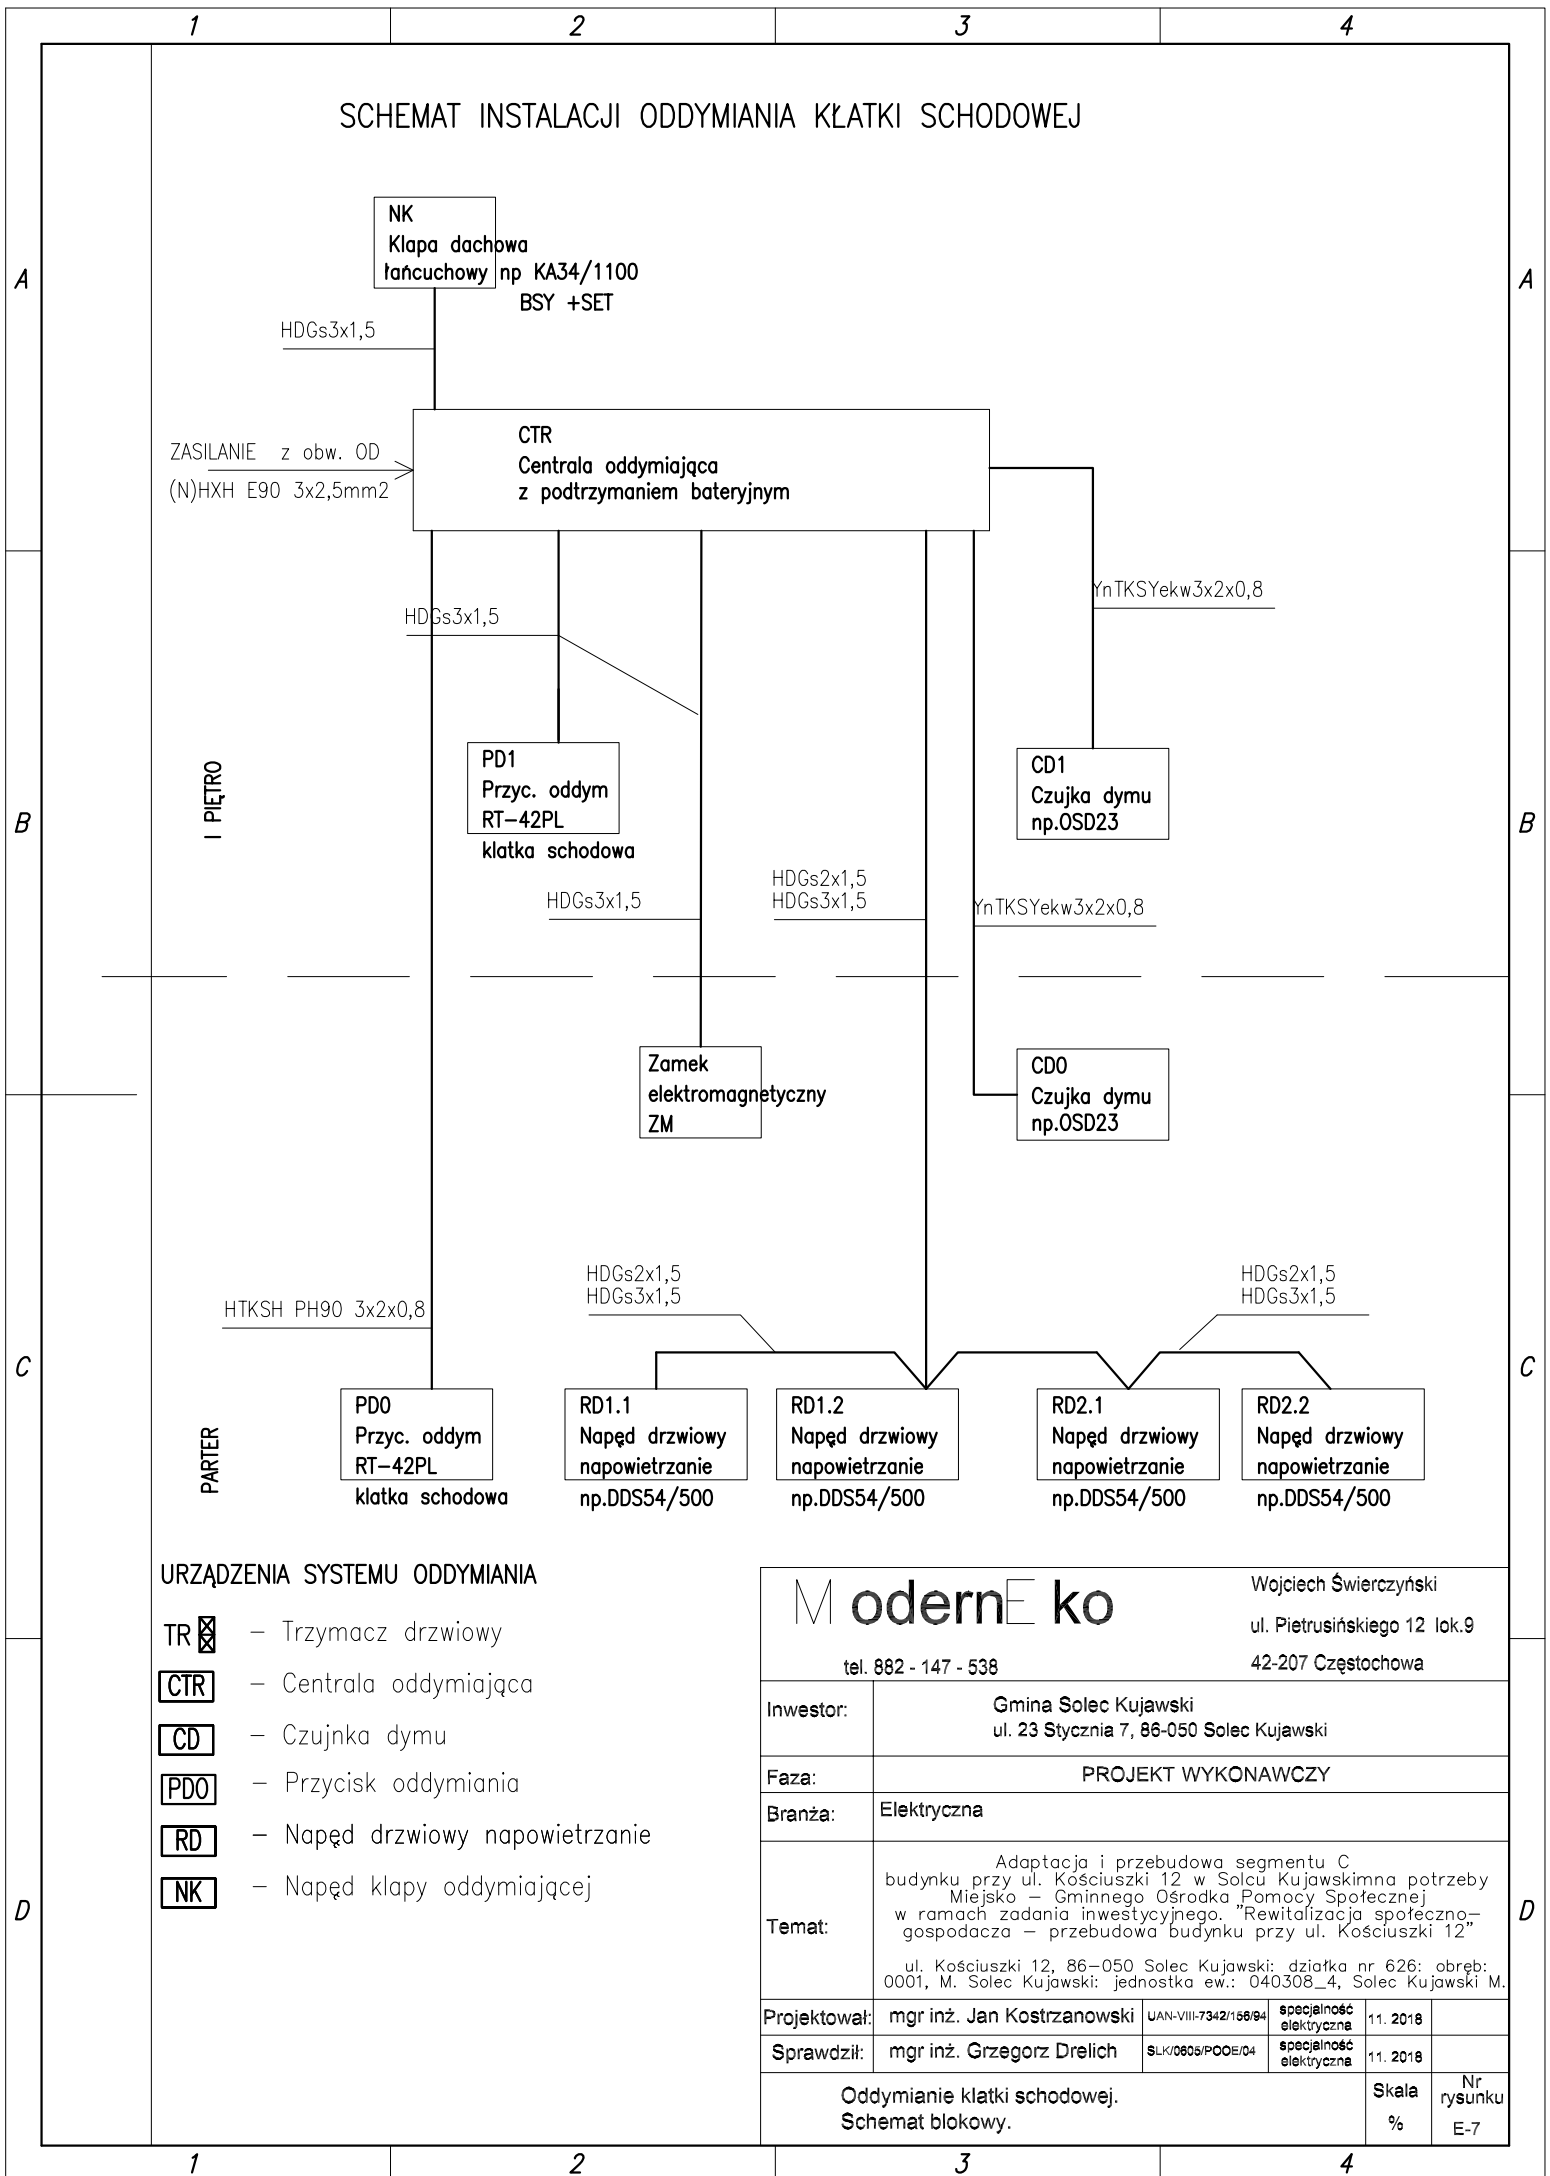 1 2 3 4
SCHEMAT INSTALACJI ODDYMIANIA KŁATKI SCHODOWEJ
NK
Klapa dachowa
łańcuchowy np KA34/1100
BSY +SET
A
A
HDGs3x1,5
CTR
Centrala oddymiająca
z podtrzymaniem bateryjnym
ZASILANIE z obw. OD
(N)HXH E90 3x2,5mm2
YnTKSYekw3x2x0,8
HDGs3x1,5
I PIĘTRO
PD1
Przyc. oddym
RT-42PL
klatka schodowa
CD1
Czujka dymu
np.OSD23
B
B
HDGs3x1,5
HDGs2x1,5
HDGs3x1,5
YnTKSYekw3x2x0,8
Zamek
elektromagnetyczny
ZM
CD0
Czujka dymu
np.OSD23
HTKSH PH90 3x2x0,8
HDGs2x1,5
HDGs3x1,5
HDGs2x1,5
HDGs3x1,5
C
C
PARTER
PD0
Przyc. oddym
RT-42PL
klatka schodowa
RD1.1
Napęd drzwiowy
napowietrzanie
np.DDS54/500
RD1.2
Napęd drzwiowy
napowietrzanie
np.DDS54/500
RD2.1
Napęd drzwiowy
napowietrzanie
np.DDS54/500
RD2.2
Napęd drzwiowy
napowietrzanie
np.DDS54/500
URZĄDZENIA SYSTEMU ODDYMIANIA
TR – Trzymacz drzwiowy
CTR – Centrala oddymiająca
CD – Czujnka dymu
PDO – Przycisk oddymiania
RD – Napęd drzwiowy napowietrzanie
NK – Napęd klapy oddymiającej
D
D
ModernEko
tel. 882 - 147 - 538
Wojciech Świerczyński
ul. Pietrusińskiego 12 lok.9
42-207 Częstochowa
Inwestor:
Gmina Solec Kujawski
ul. 23 Stycznia 7, 86-050 Solec Kujawski
Faza: PROJEKT WYKONAWCZY
Branża: Elektryczna
Temat:
Adaptacja i przebudowa segmentu C
budynku przy ul. Kościuszki 12 w Solcu Kujawskimna potrzeby
Miejsko – Gminnego Ośrodka Pomocy Społecznej
w ramach zadania inwestycyjnego. "Rewitalizacja społeczno-
gospodacza – przebudowa budynku przy ul. Kościuszki 12"
ul. Kościuszki 12, 86-050 Solec Kujawski: działka nr 626: obręb:
0001, M. Solec Kujawski: jednostka ew.: 040308_4, Solec Kujawski M.
Projektował: mgr inż. Jan Kostrzanowski UAN-VIII-7342/156/94 specjalność elektryczna 11. 2018
Sprawdził: mgr inż. Grzegorz Drelich SLK/0605/POOE/04 specjalność elektryczna 11. 2018
Oddymianie klatki schodowej.
Schemat blokowy.
Skala
%
Nr
rysunku
E-7
1 2 3 4